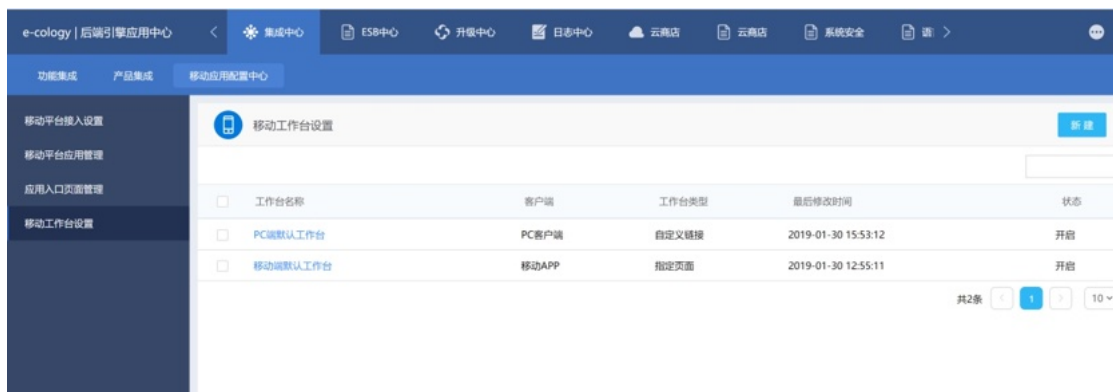 e-cology | 后端引擎应用中心 集成中心 ESB中心 升级中心 日志中心 云商店 云商店 系统安全 语
功能集成 产品集成 移动应用配置中心
移动平台接入设置
移动平台应用管理
应用入口页面管理
移动工作台设置
移动工作台设置 新建
工作台名称 客户端 工作台类型 最后修改时间 状态
PC端默认工作台 PC客户端 自定义链接 2019-01-30 15:53:12 开启
移动端默认工作台 移动APP 指定页面 2019-01-30 12:55:11 开启
共2条 1 10